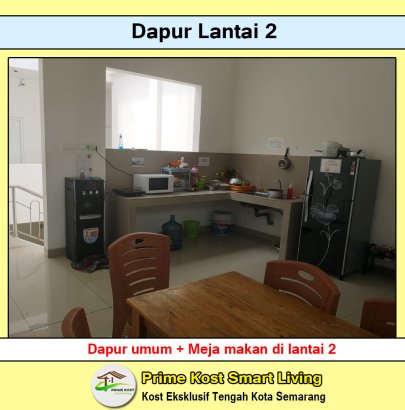 Dapur Lantai 2
Dapur umum + Meja makan di lantai 2
PRIME KOST
Prime Kost Smart Living
Kost Eksklusif Tengah Kota Semarang